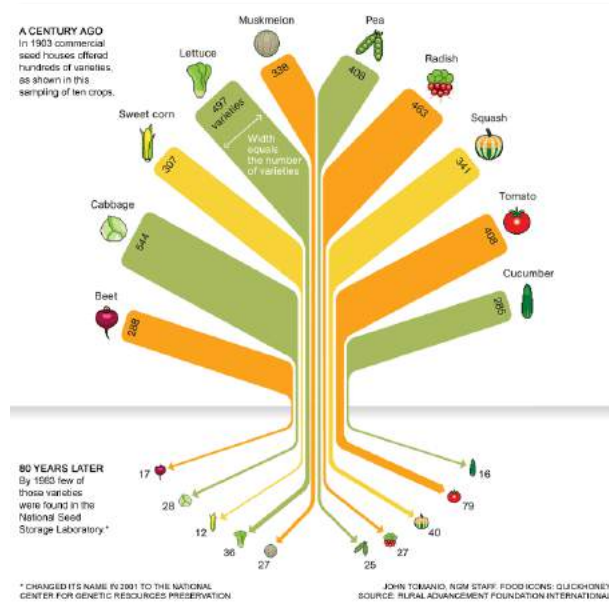 A CENTURY AGO
In 1903 commercial
seed houses offered
hundreds of varieties,
as shown in this
sampling of ten crops.
Muskmelon
338
Pea
408
Lettuce
497
varieties
Radish
463
Width
equals
the number
of varieties
Sweet corn
307
Squash
341
Cabbage
544
Tomato
408
Beet
288
Cucumber
285
80 YEARS LATER
By 1983 few of
those varieties
were found in the
National Seed
Storage Laboratory.*
17
28
12
36
27
25
27
40
79
16
* CHANGED ITS NAME IN 2001 TO THE NATIONAL
CENTER FOR GENETIC RESOURCES PRESERVATION
JOHN TOMANIO, NGM STAFF. FOOD ICONS: QUICKHONEY
SOURCE: RURAL ADVANCEMENT FOUNDATION INTERNATIONAL